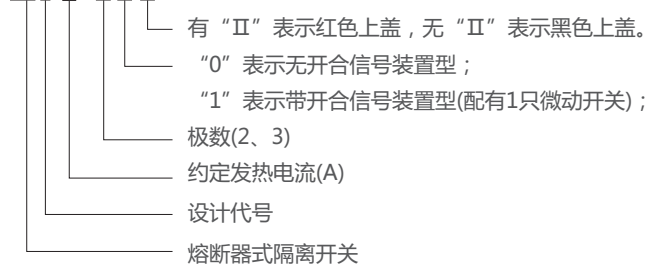 有“Ⅱ”表示红色上盖，无“Ⅱ”表示黑色上盖。
“0”表示无开合信号装置型；
“1”表示带开合信号装置型(配有1只微动开关)；
极数(2、3)
约定发热电流(A)
设计代号
熔断器式隔离开关